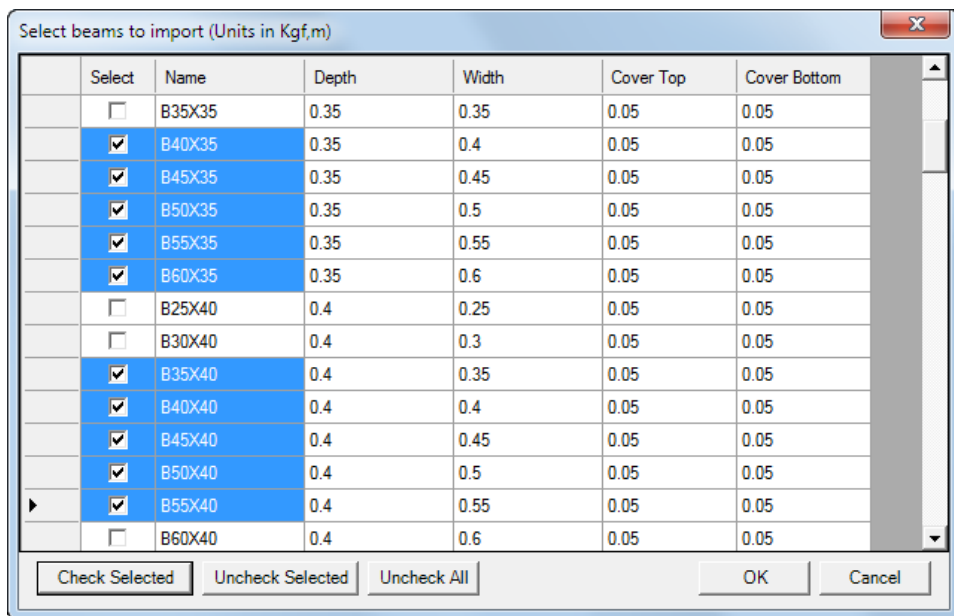 Select beams to import (Units in Kgf,m)
Select Name Depth Width Cover Top Cover Bottom
B35X35 0.35 0.35 0.05 0.05
B40X35 0.35 0.4 0.05 0.05
B45X35 0.35 0.45 0.05 0.05
B50X35 0.35 0.5 0.05 0.05
B55X35 0.35 0.55 0.05 0.05
B60X35 0.35 0.6 0.05 0.05
B25X40 0.4 0.25 0.05 0.05
B30X40 0.4 0.3 0.05 0.05
B35X40 0.4 0.35 0.05 0.05
B40X40 0.4 0.4 0.05 0.05
B45X40 0.4 0.45 0.05 0.05
B50X40 0.4 0.5 0.05 0.05
B55X40 0.4 0.55 0.05 0.05
B60X40 0.4 0.6 0.05 0.05
Check Selected Uncheck Selected Uncheck All OK Cancel